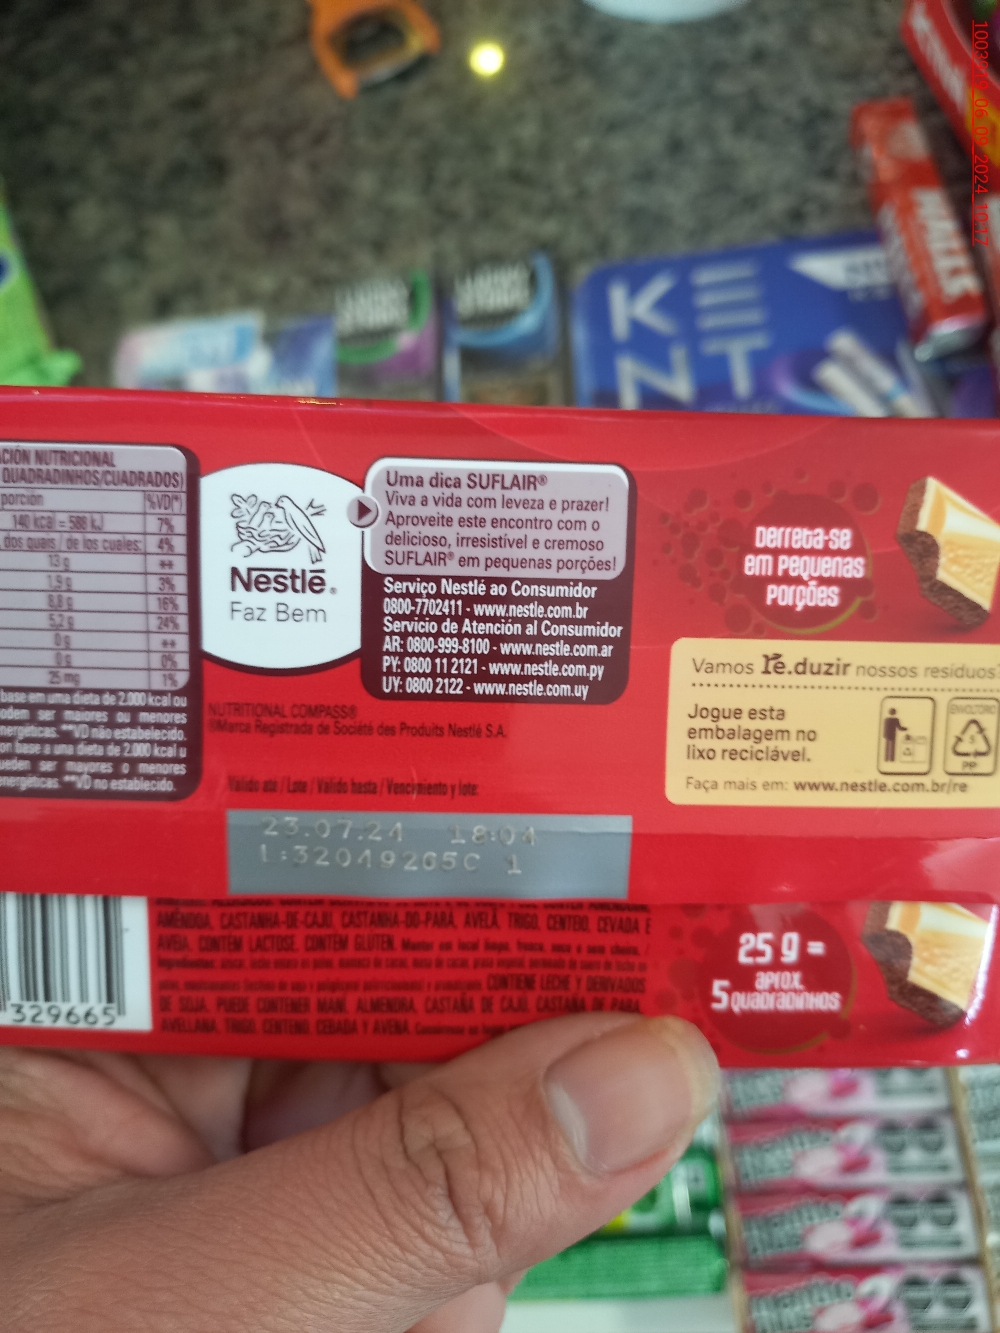 KENT
HALLS
ACIÓN NUTRICIONAL
QUADRADINHOS/CUADRADOS)
porción %VD(*)
140 kcal = 588 kJ 7%
dos quais / de los cuales: 4%
13 g **
1,9 g 3%
8,8 g 16%
5,2 g 24%
0 g **
0 g 0%
25 mg 1%
base em uma dieta de 2.000 kcal ou
oden ser maiores ou menores
nergéticas. **VD não estabelecido.
on base a una dieta de 2.000 kcal u
ueden ser mayores o menores
nergéticas. **VD no establecido.
Nestlé®
Faz Bem
Uma dica SUFLAIR®
Viva a vida com leveza e prazer!
Aproveite este encontro com o
delicioso, irresistível e cremoso
SUFLAIR® em pequenas porções!
Serviço Nestlé ao Consumidor
0800-7702411 - www.nestle.com.br
Servicio de Atención al Consumidor
AR: 0800-999-8100 - www.nestle.com.ar
PY: 0800 11 2121 - www.nestle.com.py
UY: 0800 2122 - www.nestle.com.uy
NUTRITIONAL COMPASS®
®Marca Registrada de Société des Produits Nestlé S.A.
Válido até / Lote / Válido hasta / Vencimiento y lote:
23.07.24 18:04
L:32049265C 1
Derreta-se
em pequenas
porções
Vamos re.duzir nossos resíduos?
Jogue esta
embalagem no
lixo reciclável.
ENVOLTORIO
5
PP
Faça mais em: www.nestle.com.br/re
329665
AMÊNDOA, CASTANHA-DE-CAJU, CASTANHA-DO-PARÁ, AVELÃ, TRIGO, CENTEIO, CEVADA E
AVEIA. CONTÉM LACTOSE. CONTÉM GLÚTEN.
CONTIENE LECHE Y DERIVADOS
DE SOJA. PUEDE CONTENER MANÍ, ALMENDRA, CASTAÑA DE CAJÚ, CASTAÑA DE PARÁ,
AVELLANA, TRIGO, CENTENO, CEBADA Y AVENA.
25 g =
aprox.
5 quadradinhos